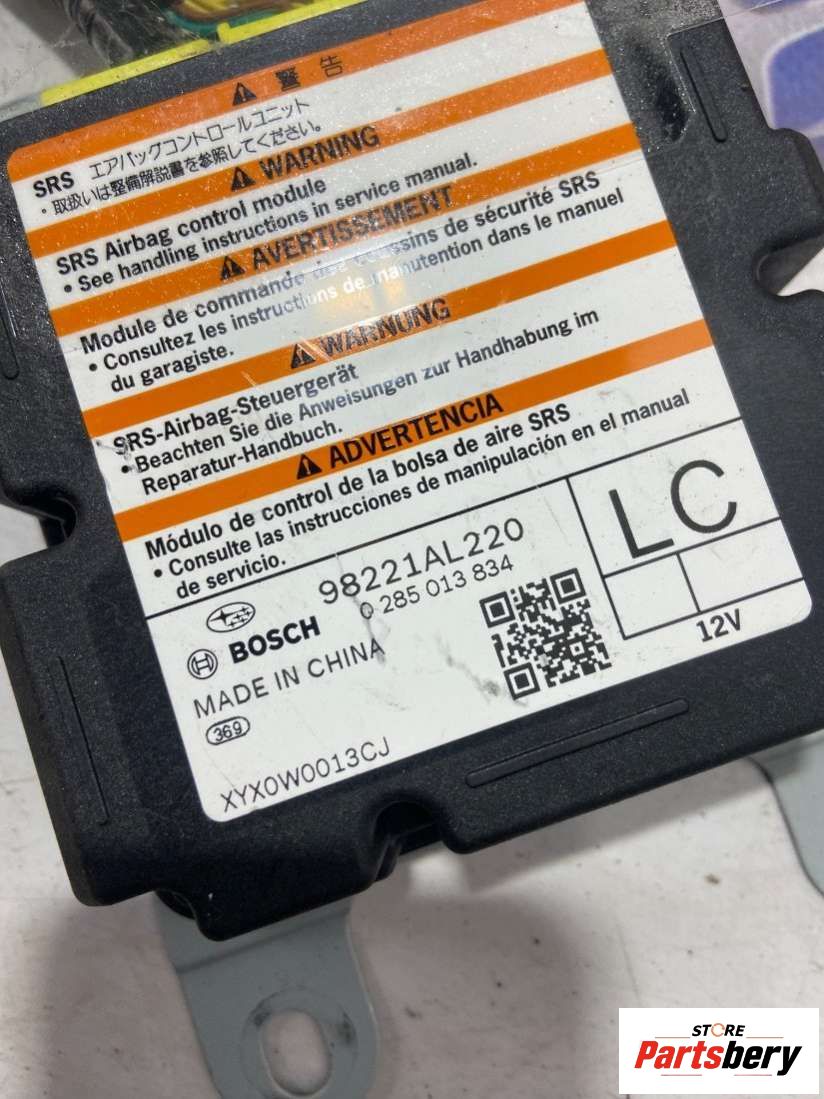 警告
SRS エアバックコントロールユニット
・取扱いは整備解説書を参照してください。
WARNING
SRS Airbag control module
• See handling instructions in service manual.
AVERTISSEMENT
Module de commande des coussins de sécurité SRS
• Consultez les instructions de manutention dans le manuel
du garagiste.
WARNUNG
SRS-Airbag-Steuergerät
• Beachten Sie die Anweisungen zur Handhabung im
Reparatur-Handbuch.
ADVERTENCIA
Módulo de control de la bolsa de aire SRS
• Consulte las instrucciones de manipulación en el manual
de servicio.
LC
98221AL220
0 285 013 834
BOSCH
12V
MADE IN CHINA
369
XYX0W0013CJ
STORE
Partsbery